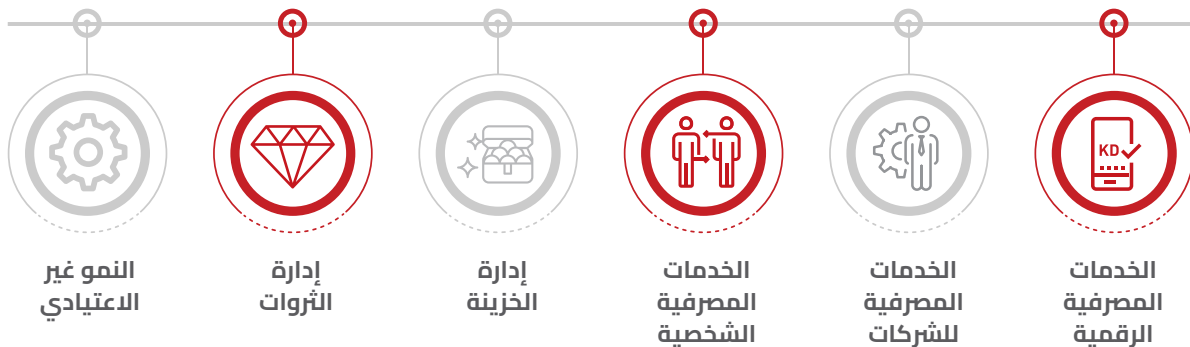 KD
الخدمات
المصرفية
الرقمية
الخدمات
المصرفية
للشركات
الخدمات
المصرفية
الشخصية
إدارة
الخزينة
إدارة
الثروات
النمو غير
الاعتيادي